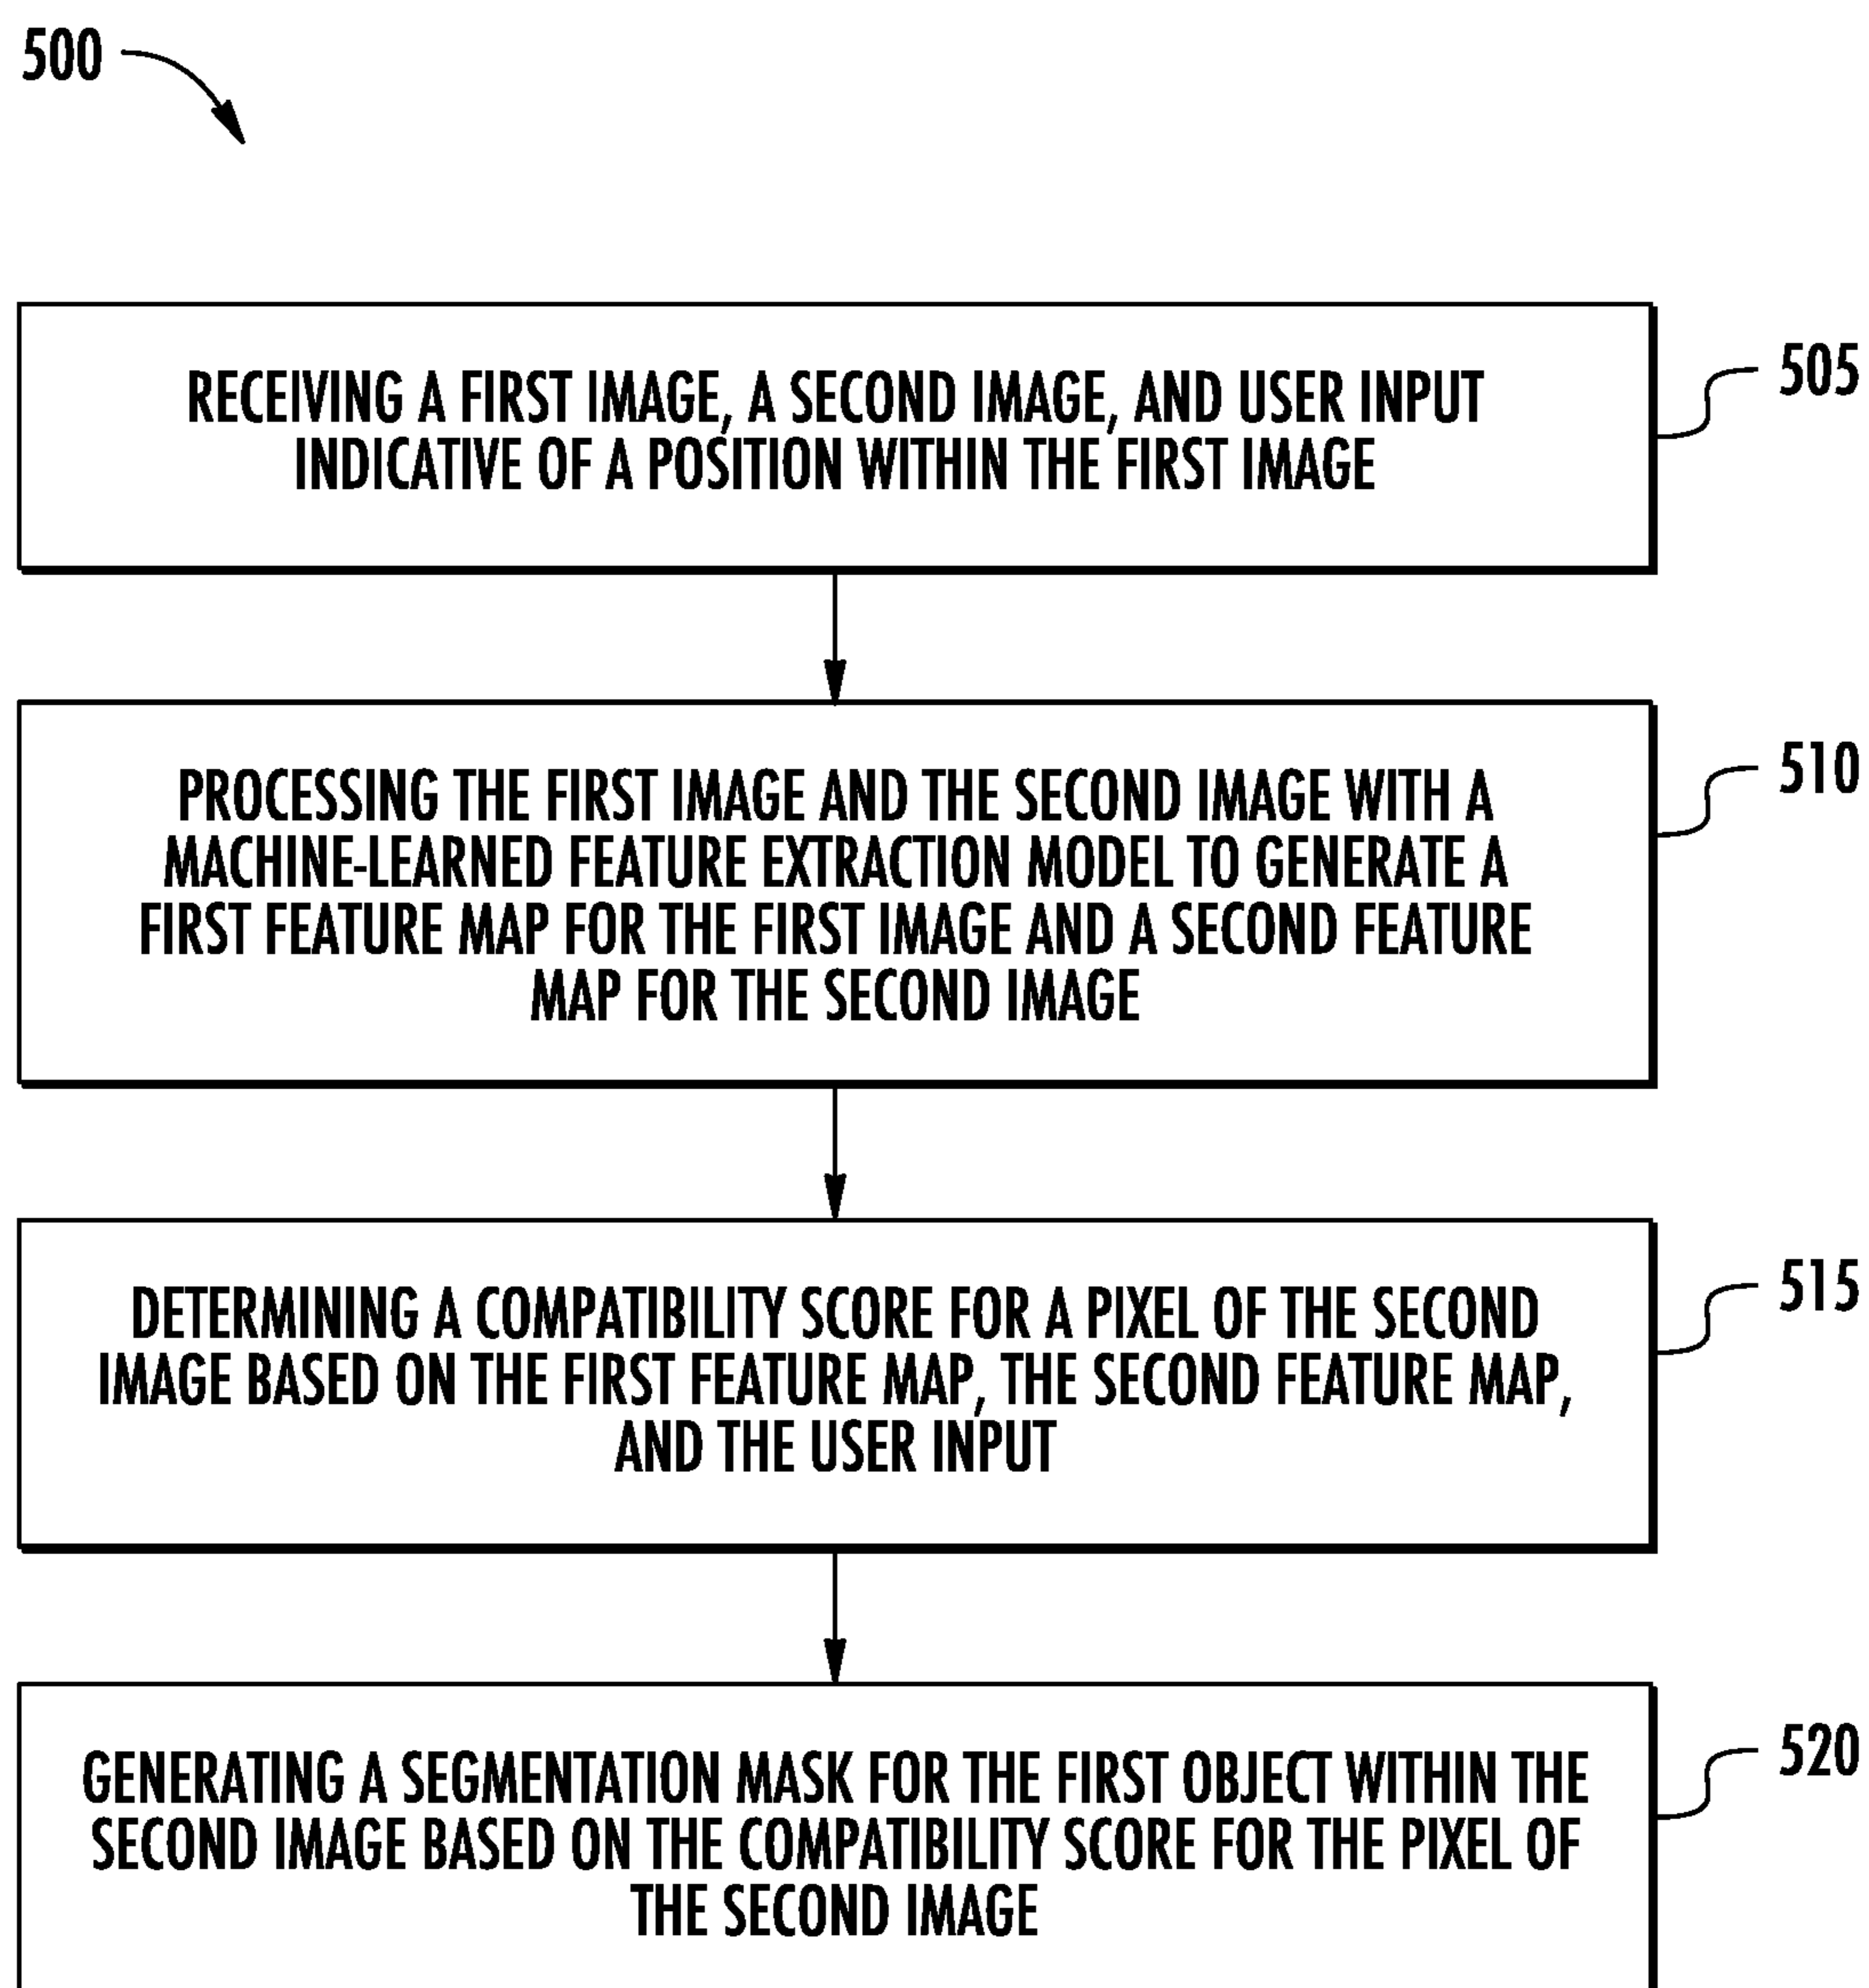 500
RECEIVING A FIRST IMAGE, A SECOND IMAGE, AND USER INPUT
INDICATIVE OF A POSITION WITHIN THE FIRST IMAGE
505
PROCESSING THE FIRST IMAGE AND THE SECOND IMAGE WITH A
MACHINE-LEARNED FEATURE EXTRACTION MODEL TO GENERATE A
FIRST FEATURE MAP FOR THE FIRST IMAGE AND A SECOND FEATURE
MAP FOR THE SECOND IMAGE
510
DETERMINING A COMPATIBILITY SCORE FOR A PIXEL OF THE SECOND
IMAGE BASED ON THE FIRST FEATURE MAP, THE SECOND FEATURE MAP,
AND THE USER INPUT
515
GENERATING A SEGMENTATION MASK FOR THE FIRST OBJECT WITHIN THE
SECOND IMAGE BASED ON THE COMPATIBILITY SCORE FOR THE PIXEL OF
THE SECOND IMAGE
520